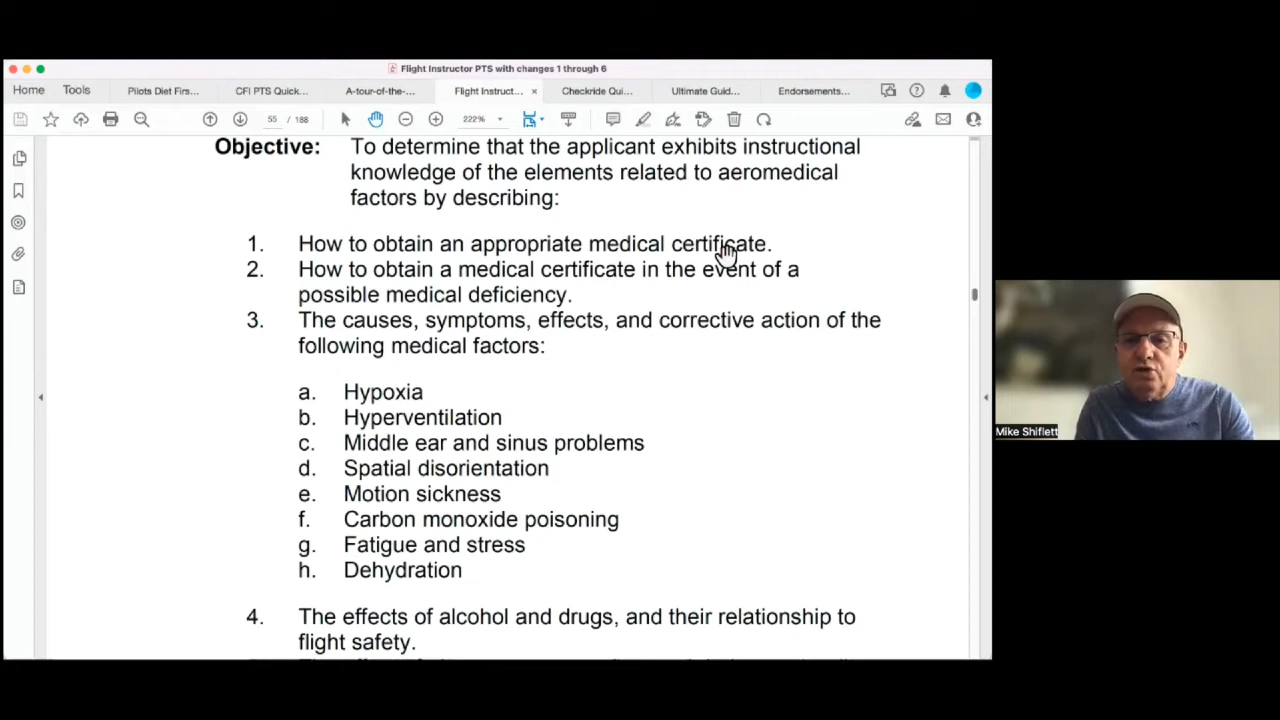 Flight Instructor PTS with changes 1 through 6
Home Tools Pilots Diet Firs... CFI PTS Quick... A-tour-of-the-... Flight Instruct... × Checkride Qui... Ultimate Guid... Endorsements...
55 / 188 222%
Objective: To determine that the applicant exhibits instructional
knowledge of the elements related to aeromedical
factors by describing:
1. How to obtain an appropriate medical certificate.
2. How to obtain a medical certificate in the event of a
possible medical deficiency.
3. The causes, symptoms, effects, and corrective action of the
following medical factors:
a. Hypoxia
b. Hyperventilation
c. Middle ear and sinus problems
d. Spatial disorientation
e. Motion sickness
f. Carbon monoxide poisoning
g. Fatigue and stress
h. Dehydration
4. The effects of alcohol and drugs, and their relationship to
flight safety.
Mike Shiflett